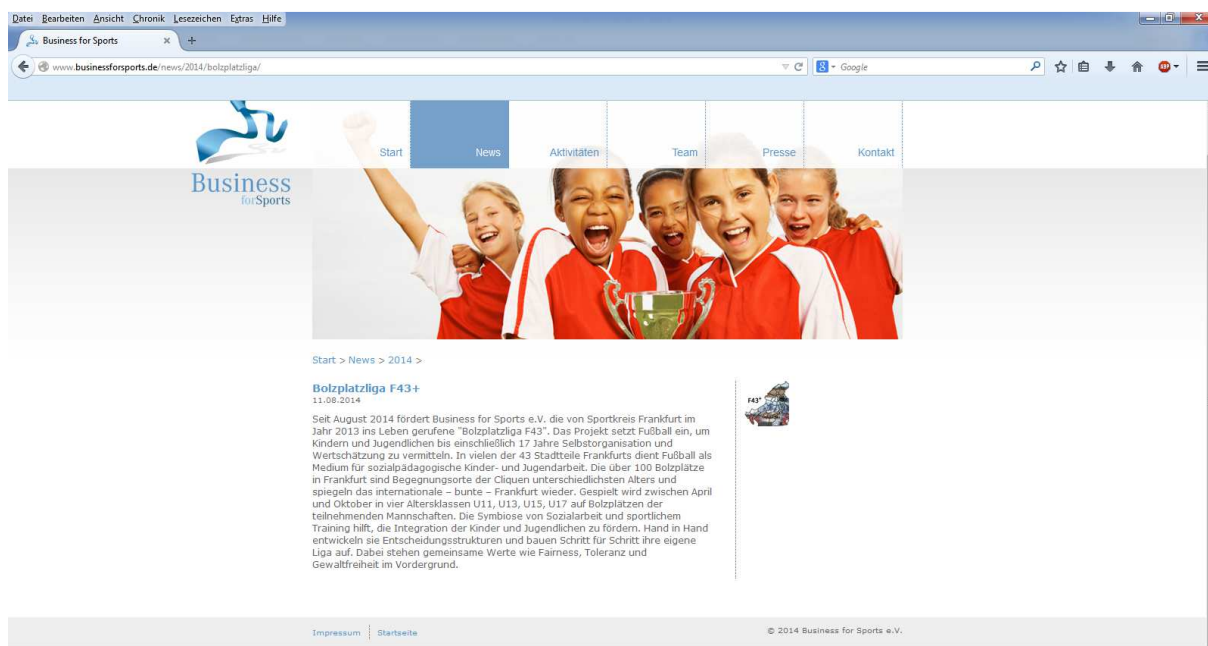 Datei Bearbeiten Ansicht Chronik Lesezeichen Extras Hilfe
Business for Sports
www.businessforsports.de/news/2014/bolzplatzliga/
Google
Start News Aktivitäten Team Presse Kontakt
Business
forSports
Start > News > 2014 >
Bolzplatzliga F43+
11.08.2014
Seit August 2014 fördert Business for Sports e.V. die von Sportkreis Frankfurt im
Jahr 2013 ins Leben gerufene "Bolzplatzliga F43". Das Projekt setzt Fußball ein, um
Kindern und Jugendlichen bis einschließlich 17 Jahre Selbstorganisation und
Wertschätzung zu vermitteln. In vielen der 43 Stadtteile Frankfurts dient Fußball als
Medium für sozialpädagogische Kinder- und Jugendarbeit. Die über 100 Bolzplätze
in Frankfurt sind Begegnungsorte der Cliquen unterschiedlichsten Alters und
spiegeln das internationale – bunte – Frankfurt wieder. Gespielt wird zwischen April
und Oktober in vier Altersklassen U11, U13, U15, U17 auf Bolzplätzen der
teilnehmenden Mannschaften. Die Symbiose von Sozialarbeit und sportlichem
Training hilft, die Integration der Kinder und Jugendlichen zu fördern. Hand in Hand
entwickeln sie Entscheidungsstrukturen und bauen Schritt für Schritt ihre eigene
Liga auf. Dabei stehen gemeinsame Werte wie Fairness, Toleranz und
Gewaltfreiheit im Vordergrund.
F43+
Impressum Startseite
© 2014 Business for Sports e.V.